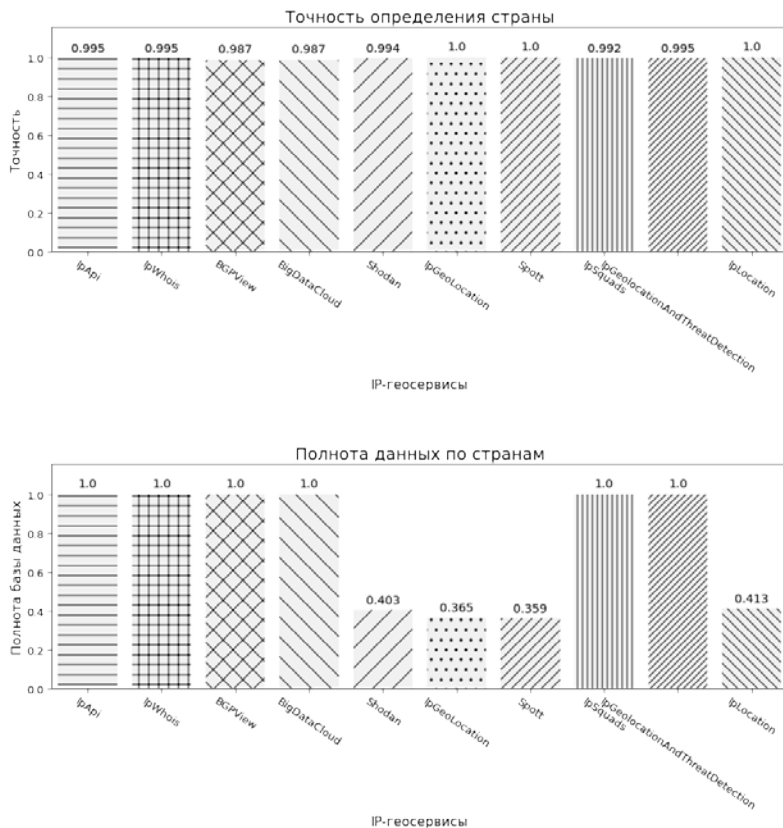 Точность определения страны
0.995 0.995 0.987 0.987 0.994 1.0 1.0 0.992 0.995 1.0
Точность
1.0
0.8
0.6
0.4
0.2
0.0
IpApi IpWhois BGPView BigDataCloud Shodan IpGeoLocation Spott IpSquads IpGeolocationAndThreatDetection IpLocation
IP-геосервисы
Полнота данных по странам
1.0 1.0 1.0 1.0 0.403 0.365 0.359 1.0 1.0 0.413
Полнота базы данных
1.0
0.8
0.6
0.4
0.2
0.0
IpApi IpWhois BGPView BigDataCloud Shodan IpGeoLocation Spott IpSquads IpGeolocationAndThreatDetection IpLocation
IP-геосервисы